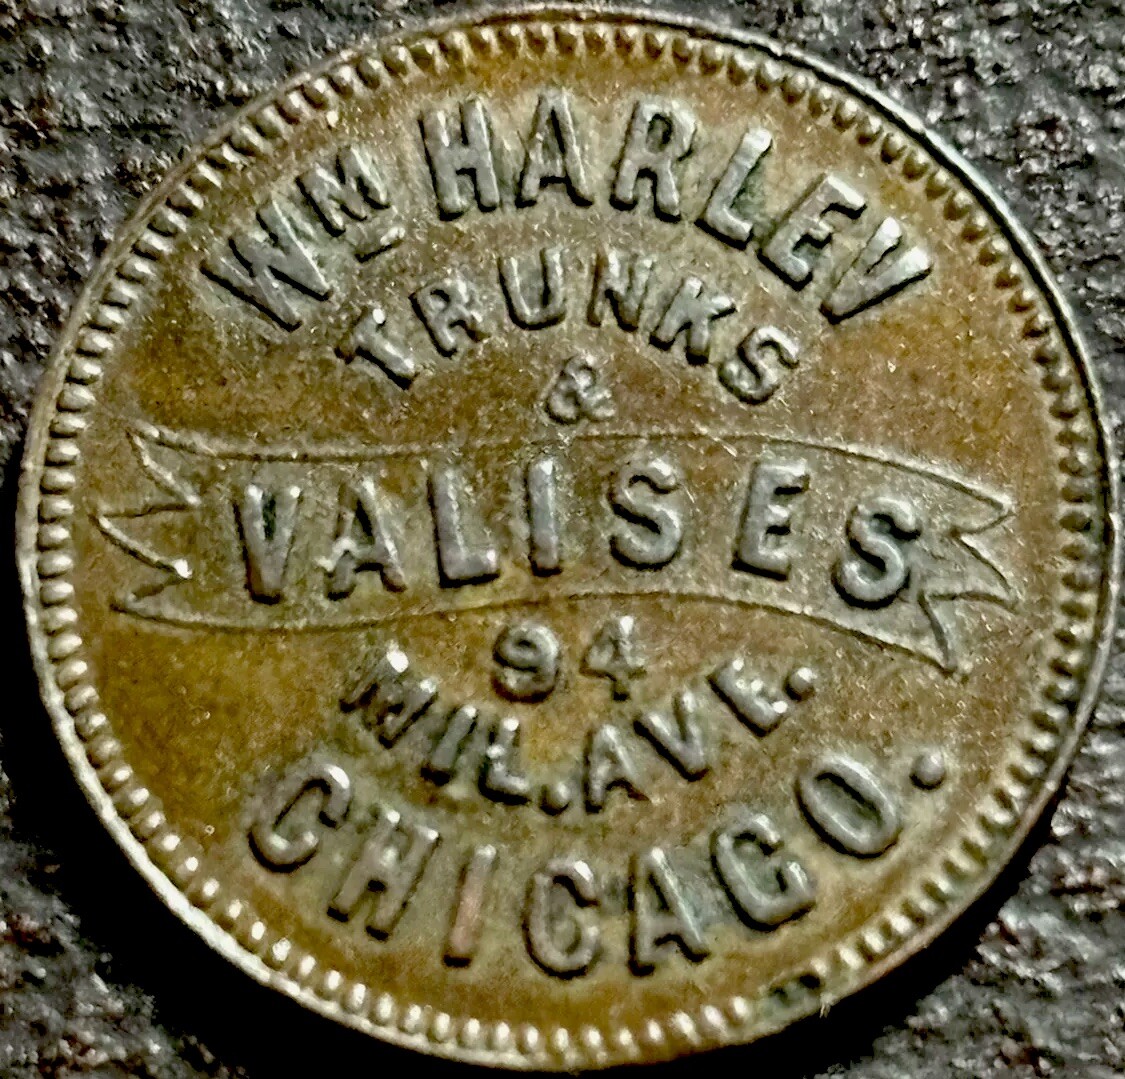 Wᴹ HARLEV
TRUNKS
&
VALISES
94
MIL. AVE.
CHICAGO.